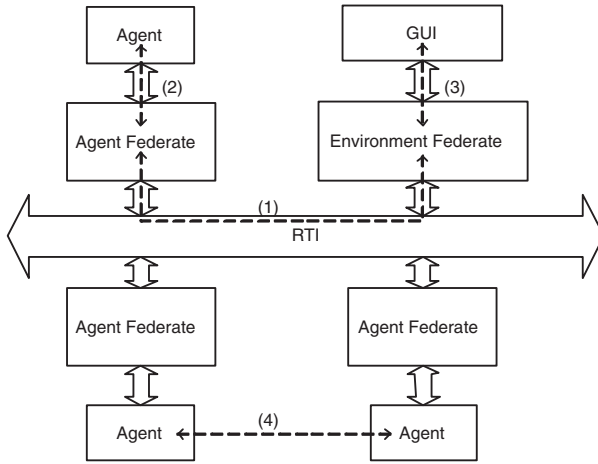 Agent
GUI
(2)
(3)
Agent Federate
Environment Federate
(1)
RTI
Agent Federate
Agent Federate
Agent
(4)
Agent